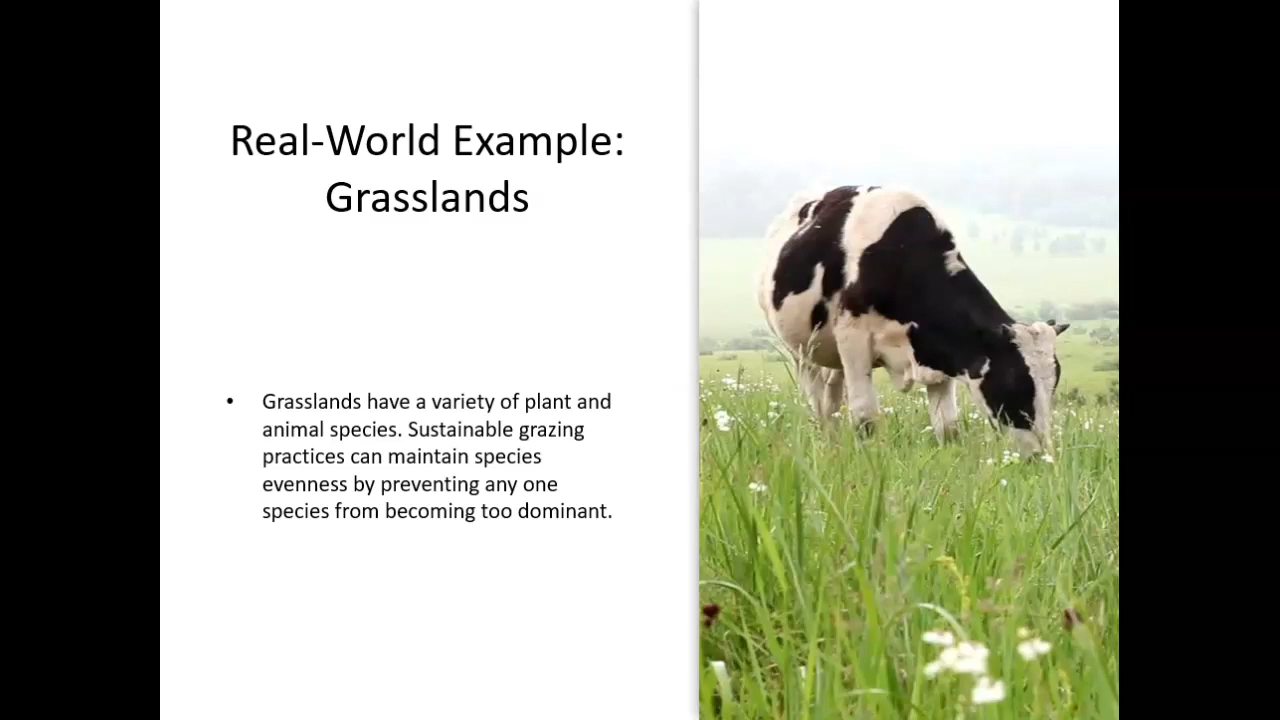 Real-World Example:
Grasslands
• Grasslands have a variety of plant and
animal species. Sustainable grazing
practices can maintain species
evenness by preventing any one
species from becoming too dominant.